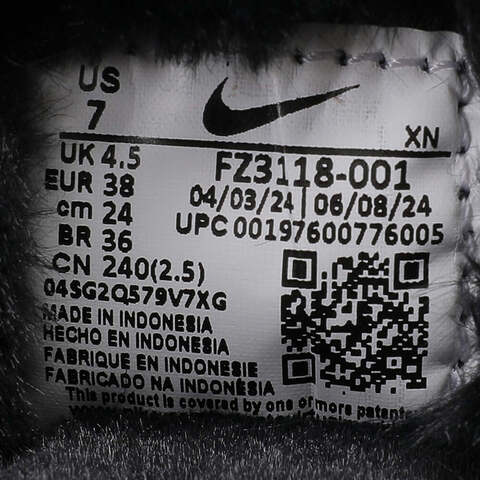 US
7
XN
UK 4.5
EUR 38
cm 24
BR 36
CN 240(2.5)
FZ3118-001
04/03/24 | 06/08/24
UPC 00197600776005
04SG2Q579V7XG
MADE IN INDONESIA
HECHO EN INDONESIA
FABRIQUE EN INDONESIE
FABRICADO NA INDONÉSIA
This product is covered by one of more patent